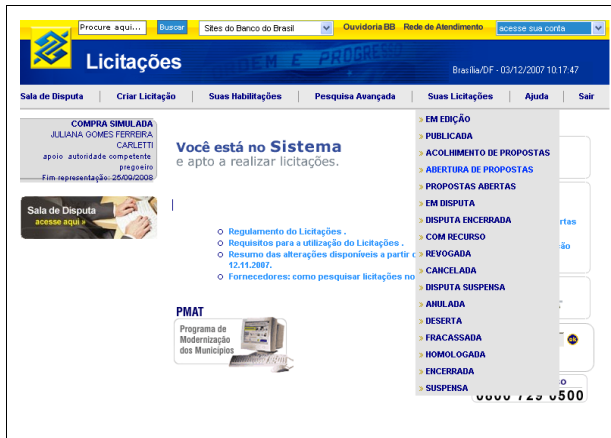 Procure aqui...
Buscar
Sites do Banco do Brasil
Ouvidoria BB
Rede de Atendimento
acesse sua conta
Licitações
ORDEM E PROGRESSO
Brasília/DF - 03/12/2007 10:17:47
Sala de Disputa
Criar Licitação
Suas Habilitações
Pesquisa Avançada
Suas Licitações
Ajuda
Sair
COMPRA SIMULADA
JULIANA GOMES FERREIRA
CARLETTI
apoio autoridade competente
pregoeiro
Fim representação: 26/09/2008
Sala de Disputa
acesse aqui »
Você está no Sistema
e apto a realizar licitações.
Regulamento do Licitações .
Requisitos para a utilização do Licitações .
Resumo das alterações disponíveis a partir d
12.11.2007.
Fornecedores: como pesquisar licitações no
PMAT
Programa de
Modernização
dos Municípios
» EM EDIÇÃO
» PUBLICADA
» ACOLHIMENTO DE PROPOSTAS
» ABERTURA DE PROPOSTAS
» PROPOSTAS ABERTAS
» EM DISPUTA
» DISPUTA ENCERRADA
» COM RECURSO
» REVOGADA
» CANCELADA
» DISPUTA SUSPENSA
» ANULADA
» DESERTA
» FRACASSADA
» HOMOLOGADA
» ENCERRADA
» SUSPENSA
ertas
ão
ok
0800 729 0500